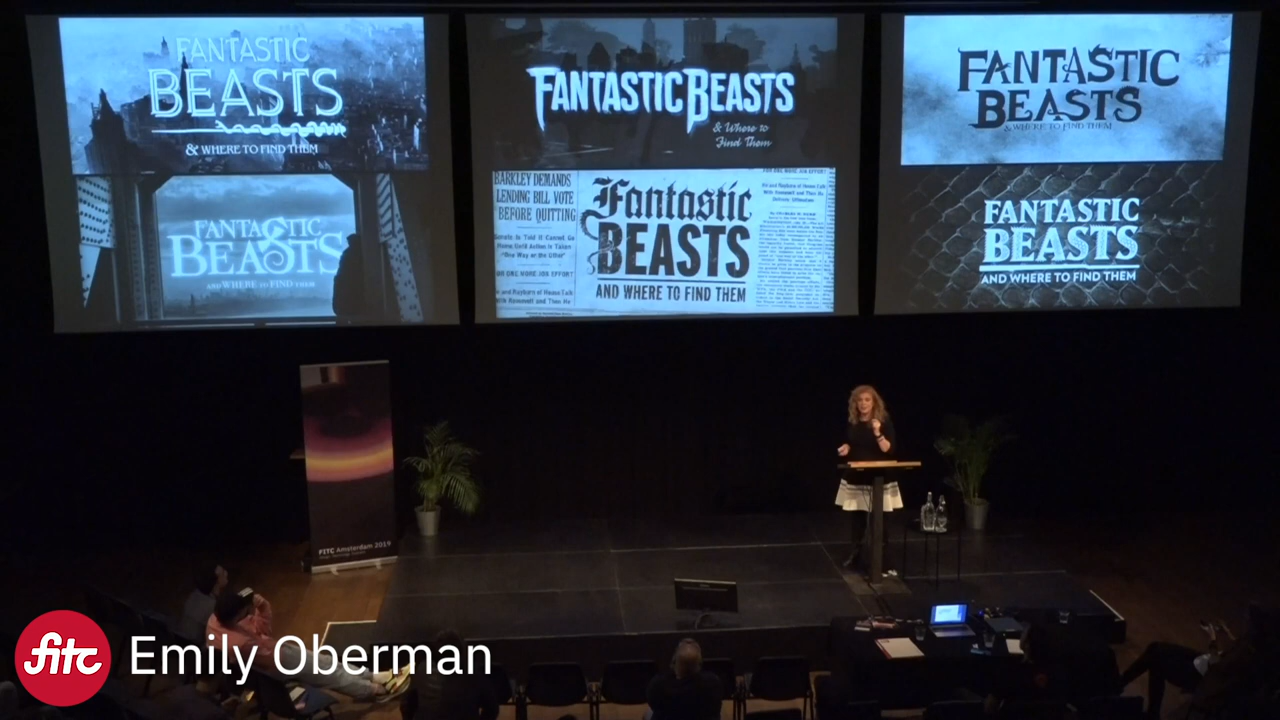 FANTASTIC
BEASTS
& WHERE TO FIND THEM
FANTASTIC
BEASTS
AND WHERE TO FIND THEM
FANTASTIC BEASTS
& Where to
Find Them
BARKLEY DEMANDS
LENDING BILL VOTE
BEFORE QUITTING
Fantastic
BEASTS
AND WHERE TO FIND THEM
FANTASTIC
BEASTS
& WHERE TO FIND THEM
FANTASTIC
BEASTS
AND WHERE TO FIND THEM
FITC Amsterdam 2019
fitc
Emily Oberman